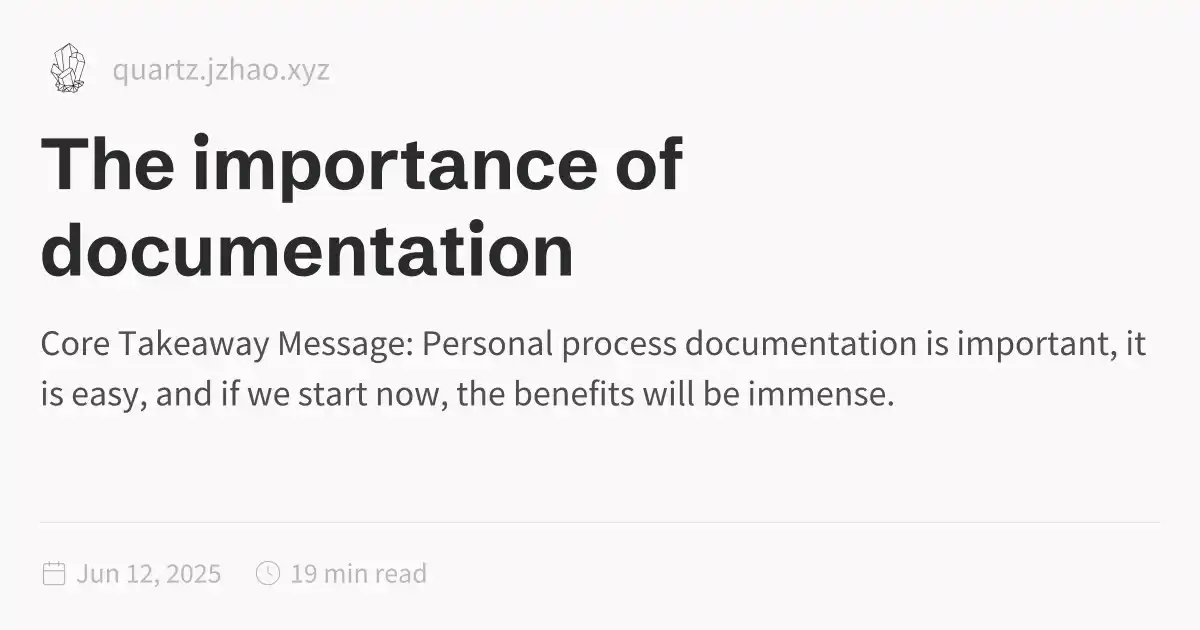 quartz.jzhao.xyz
The importance of
documentation
Core Takeaway Message: Personal process documentation is important, it
is easy, and if we start now, the benefits will be immense.
Jun 12, 2025 19 min read